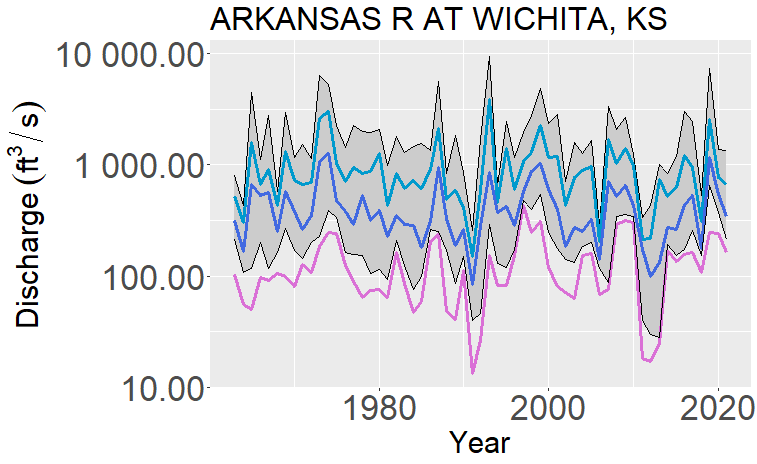 ARKANSAS R AT WICHITA, KS
10 000.00
1 000.00
100.00
10.00
Discharge (ft³/s)
1980
2000
2020
Year